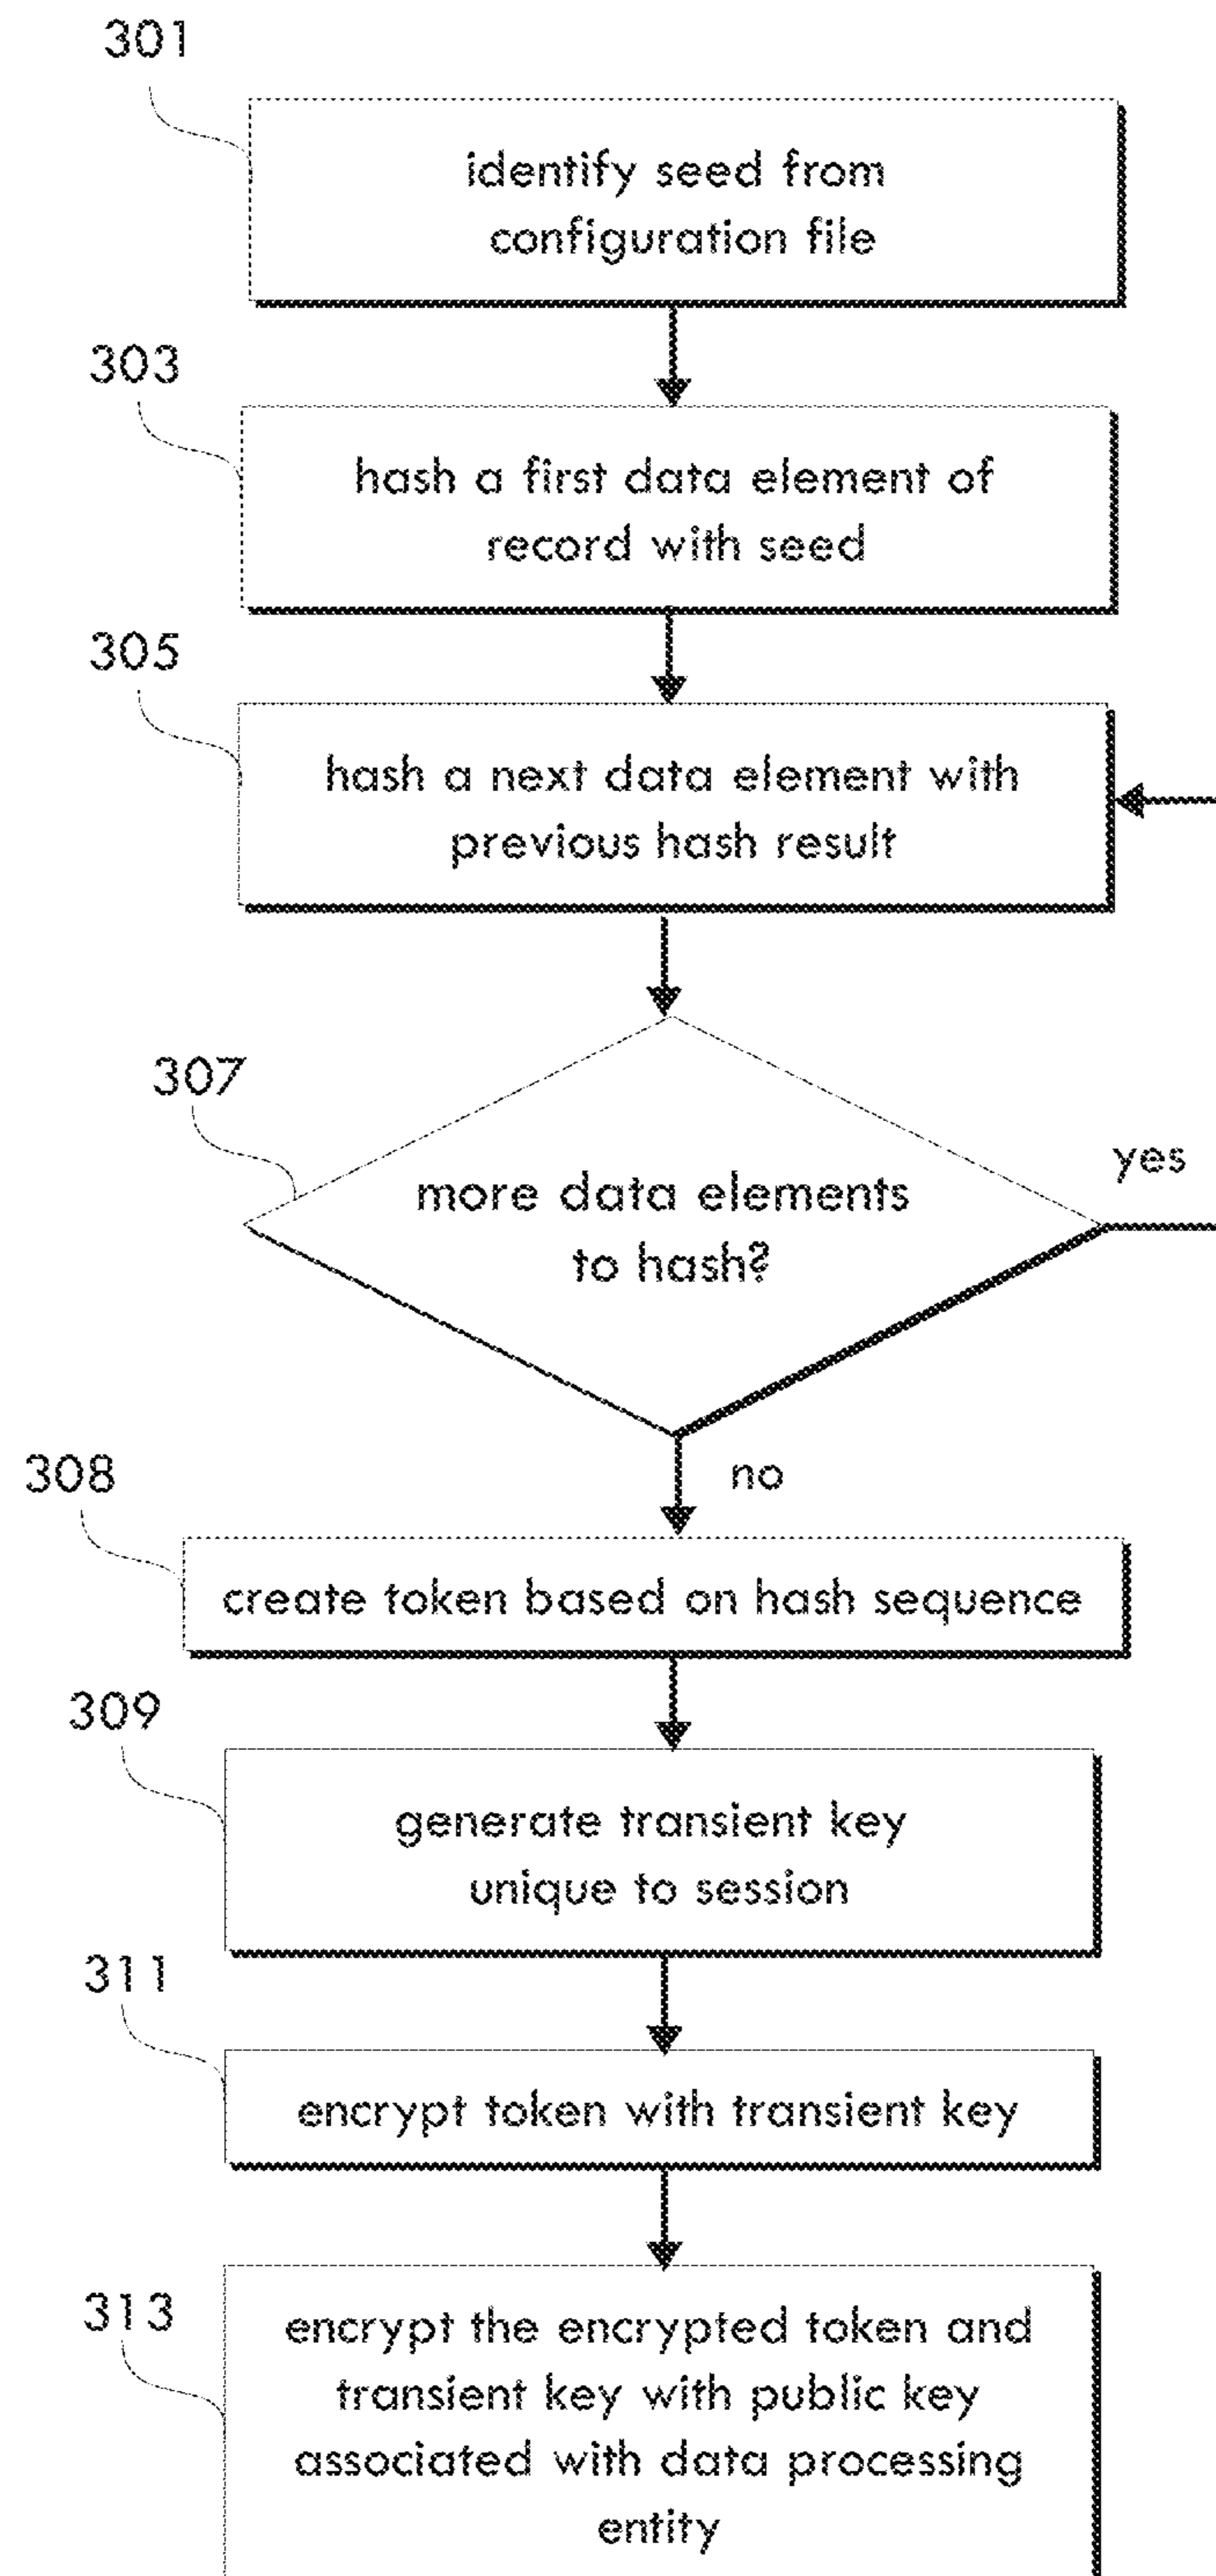 301
identify seed from
configuration file
303
hash a first data element of
record with seed
305
hash a next data element with
previous hash result
307
more data elements
to hash?
yes
no
308
create token based on hash sequence
309
generate transient key
unique to session
311
encrypt token with transient key
313
encrypt the encrypted token and
transient key with public key
associated with data processing
entity